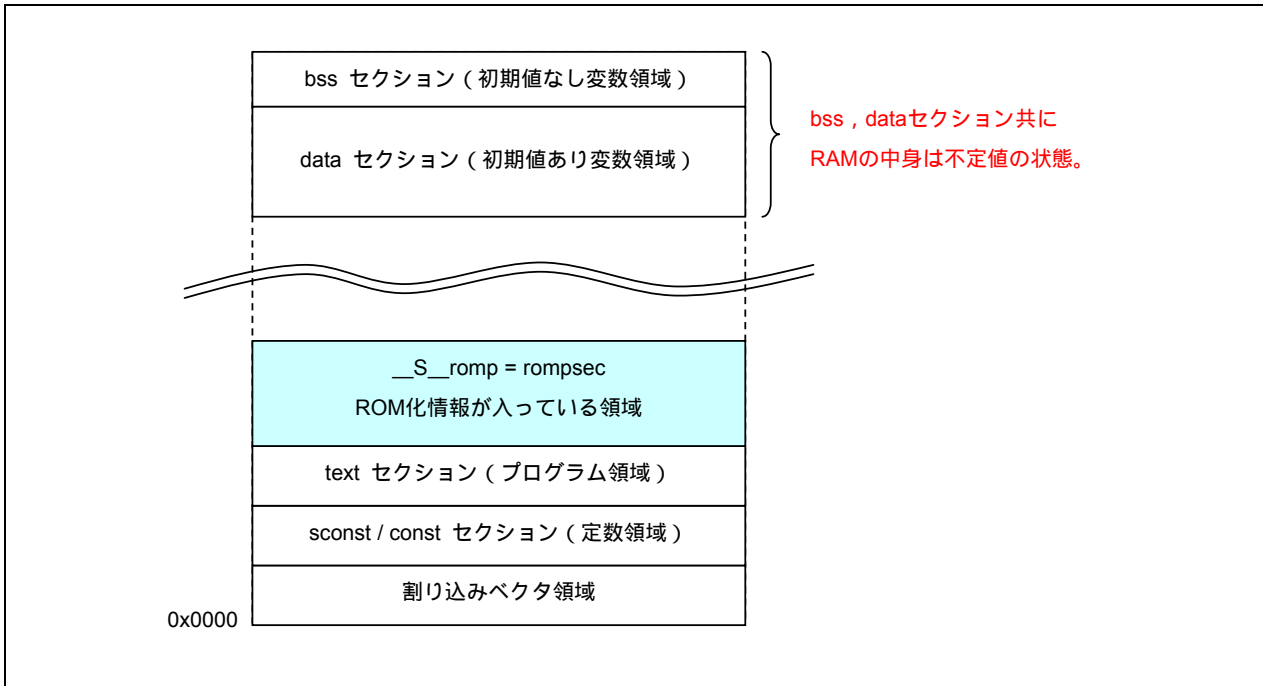 bss セクション ( 初期値なし変数領域 )
data セクション ( 初期値あり変数領域 )
bss , dataセクション共に
RAMの中身は不定値の状態。
__S__romp = rompsec
ROM化情報が入っている領域
text セクション ( プログラム領域 )
sconst / const セクション ( 定数領域 )
割り込みベクタ領域
0x0000